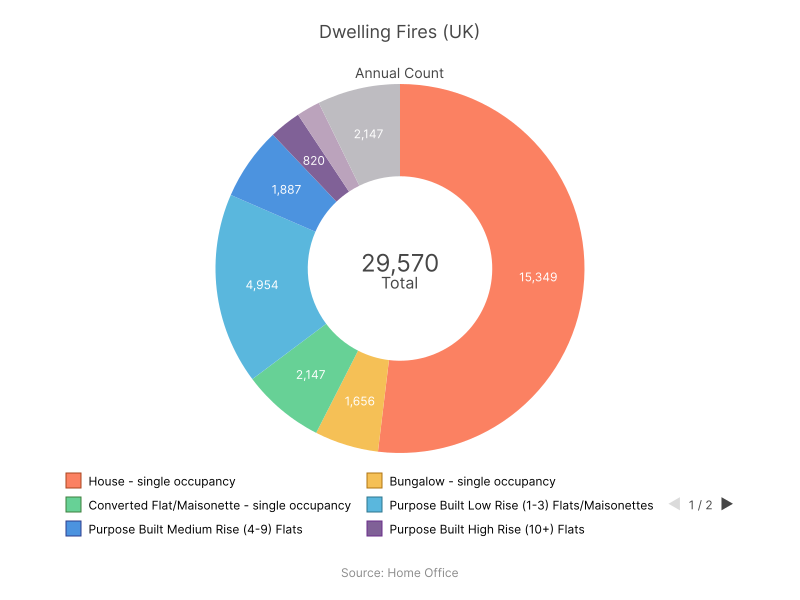 Dwelling Fires (UK)
Annual Count
2,147
820
1,887
4,954
15,349
2,147
1,656
29,570
Total
House - single occupancy
Bungalow - single occupancy
Converted Flat/Maisonette - single occupancy
Purpose Built Low Rise (1-3) Flats/Maisonettes
1 / 2
Purpose Built Medium Rise (4-9) Flats
Purpose Built High Rise (10+) Flats
Source: Home Office